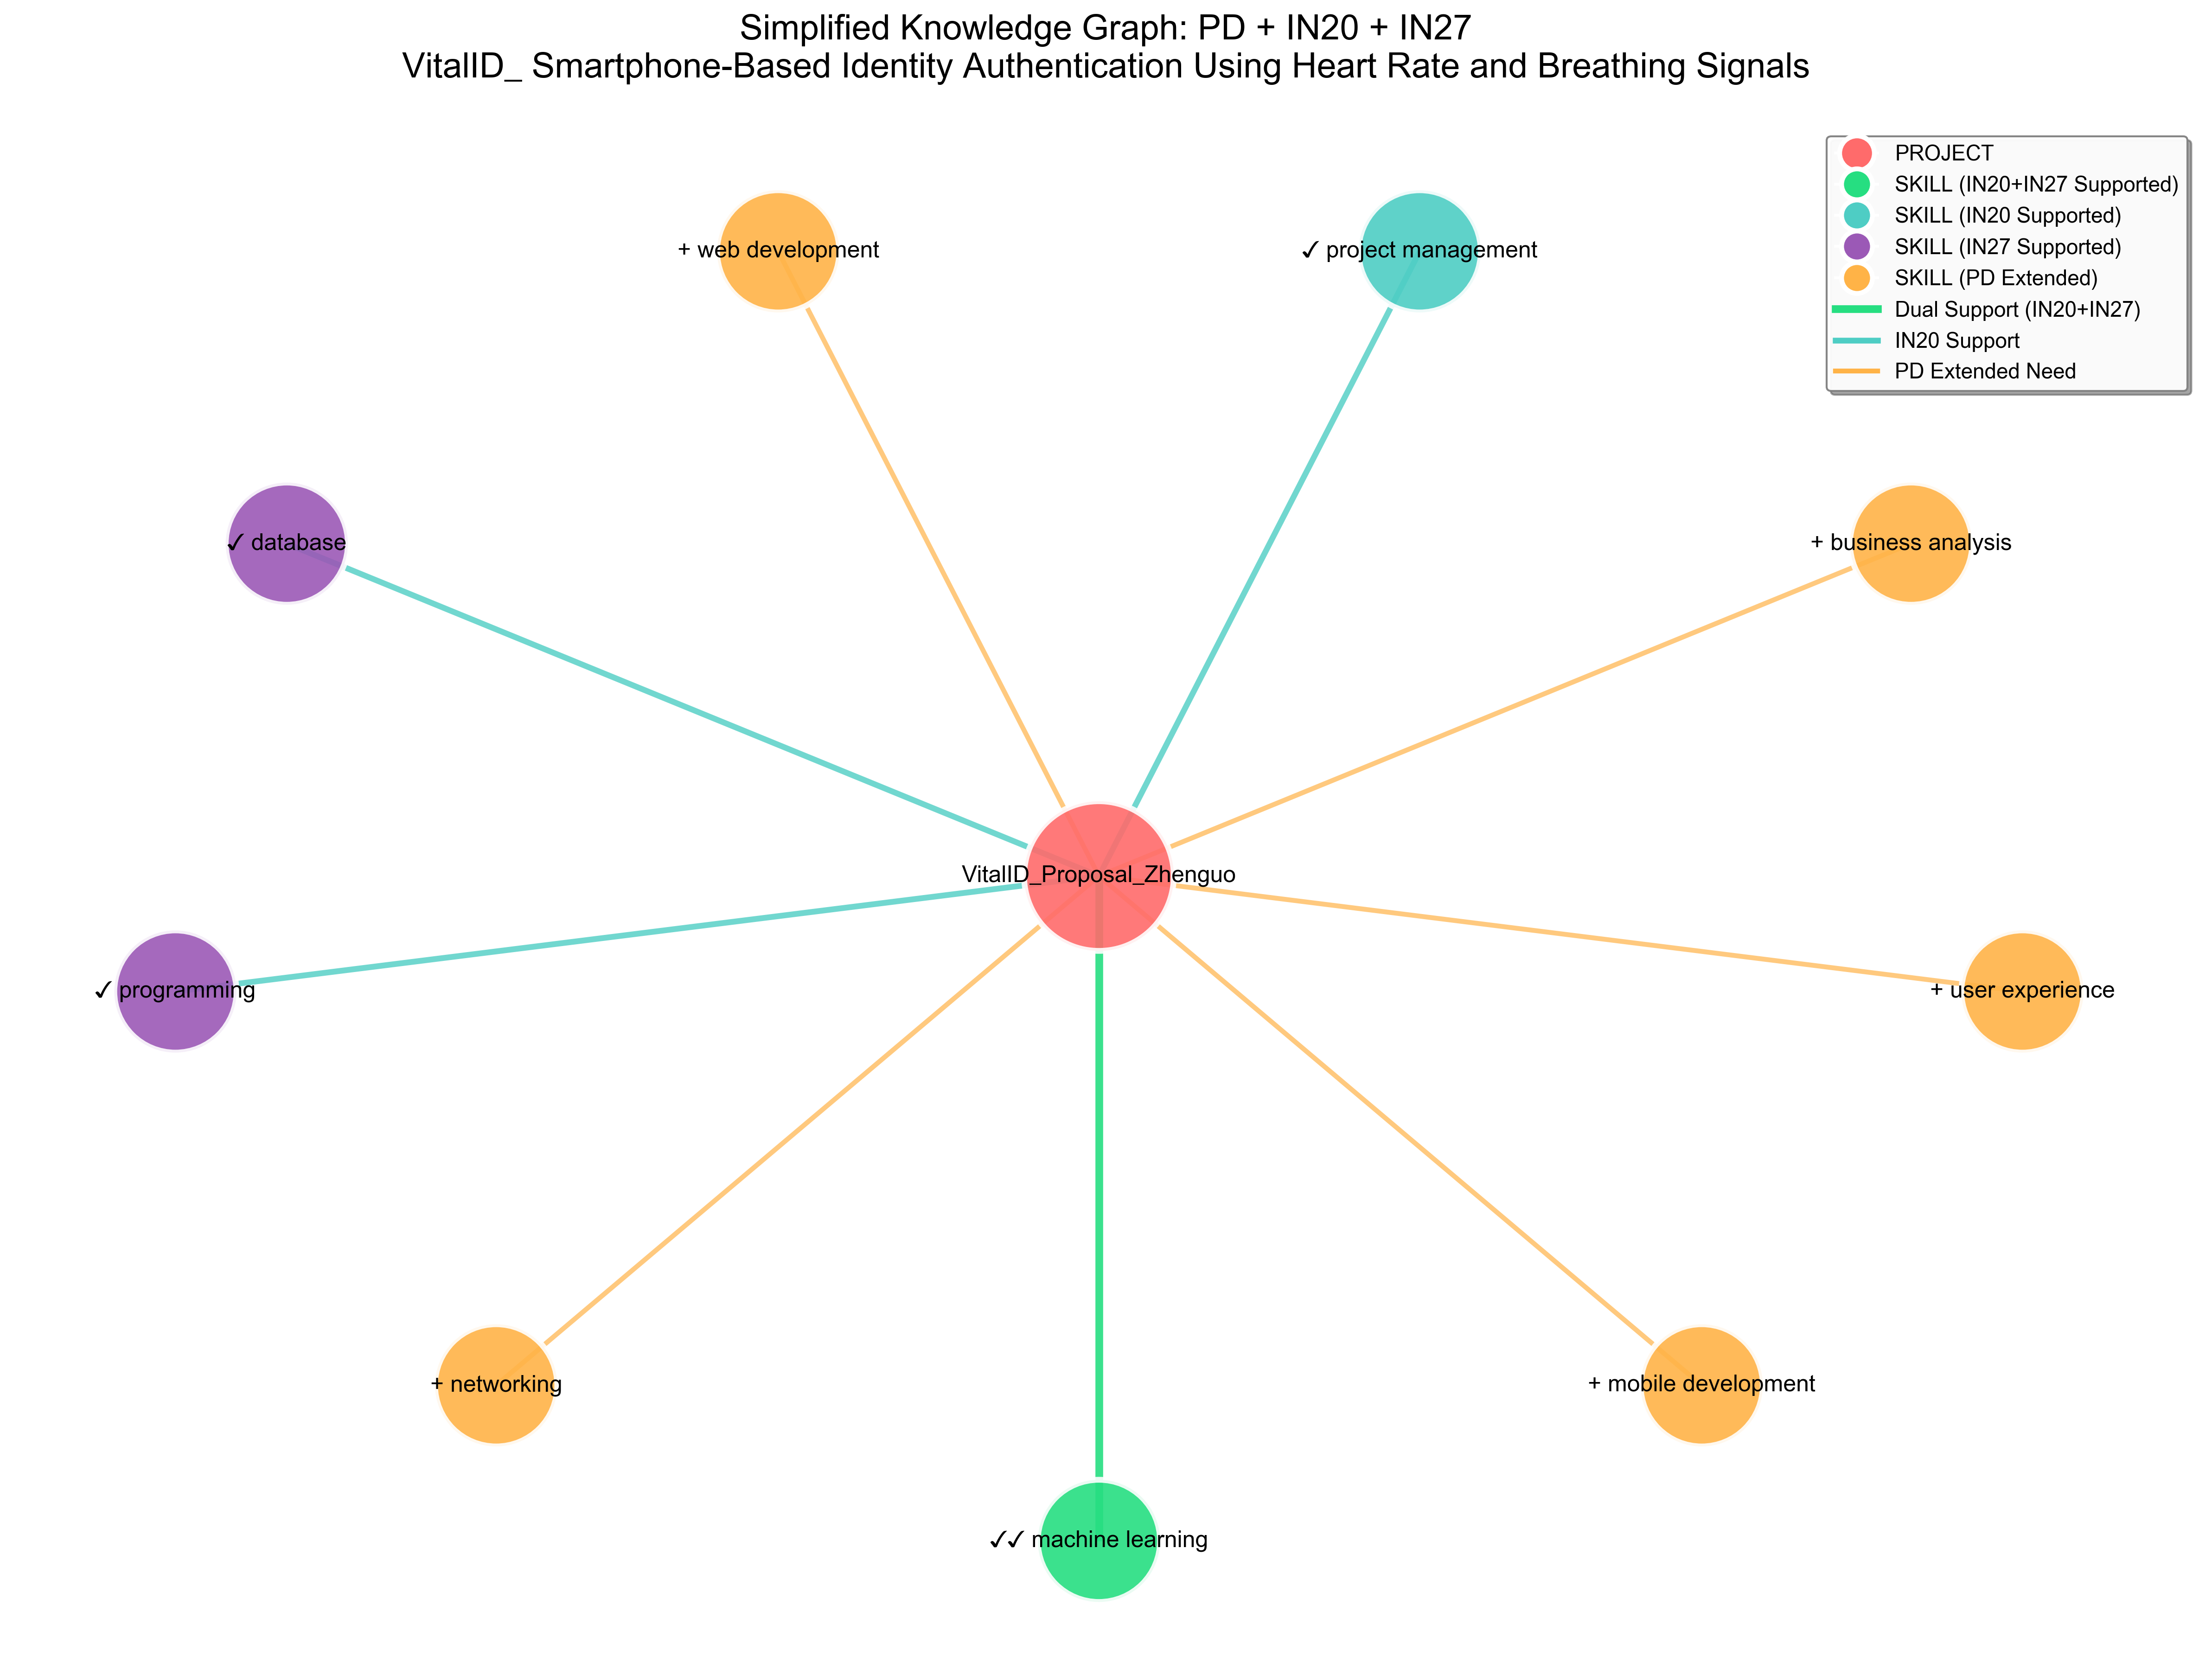 Simplified Knowledge Graph: PD + IN20 + IN27
VitalID_ Smartphone-Based Identity Authentication Using Heart Rate and Breathing Signals
PROJECT
SKILL (IN20+IN27 Supported)
SKILL (IN20 Supported)
SKILL (IN27 Supported)
SKILL (PD Extended)
Dual Support (IN20+IN27)
IN20 Support
PD Extended Need
+ web development
✓ project management
✓ database
+ business analysis
VitalID_Proposal_Zhenguo
✓ programming
+ user experience
+ networking
+ mobile development
✓✓ machine learning